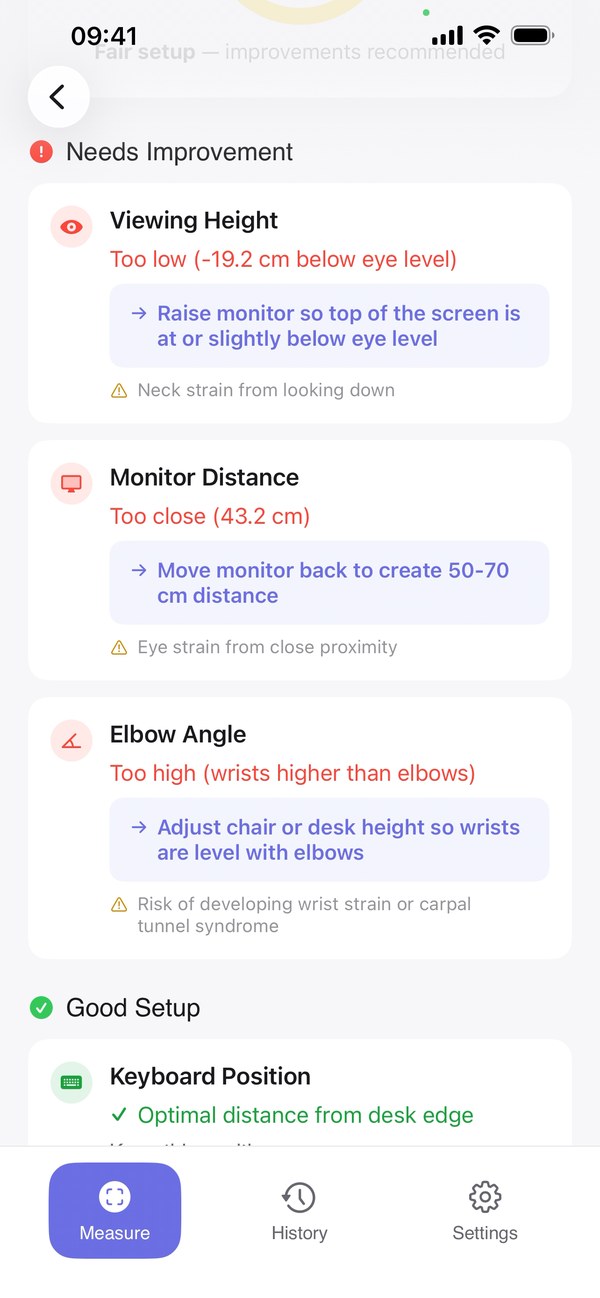 09:41
Fair setup — improvements recommended
Needs Improvement
Viewing Height
Too low (-19.2 cm below eye level)
→ Raise monitor so top of the screen is
at or slightly below eye level
Neck strain from looking down
Monitor Distance
Too close (43.2 cm)
→ Move monitor back to create 50-70
cm distance
Eye strain from close proximity
Elbow Angle
Too high (wrists higher than elbows)
→ Adjust chair or desk height so wrists
are level with elbows
Risk of developing wrist strain or carpal
tunnel syndrome
Good Setup
Keyboard Position
✓ Optimal distance from desk edge
Measure
History
Settings